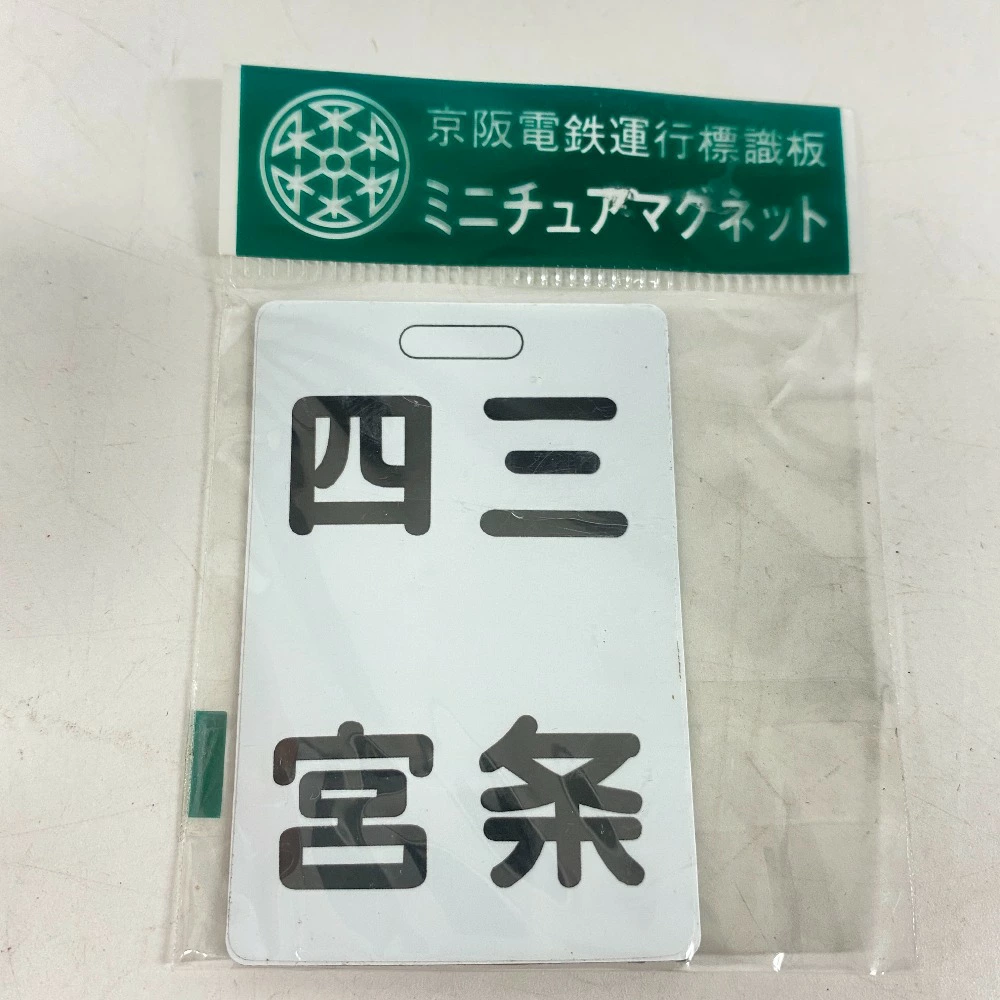 京阪電鉄運行標識板
ミニチュアマグネット
三条
四宮